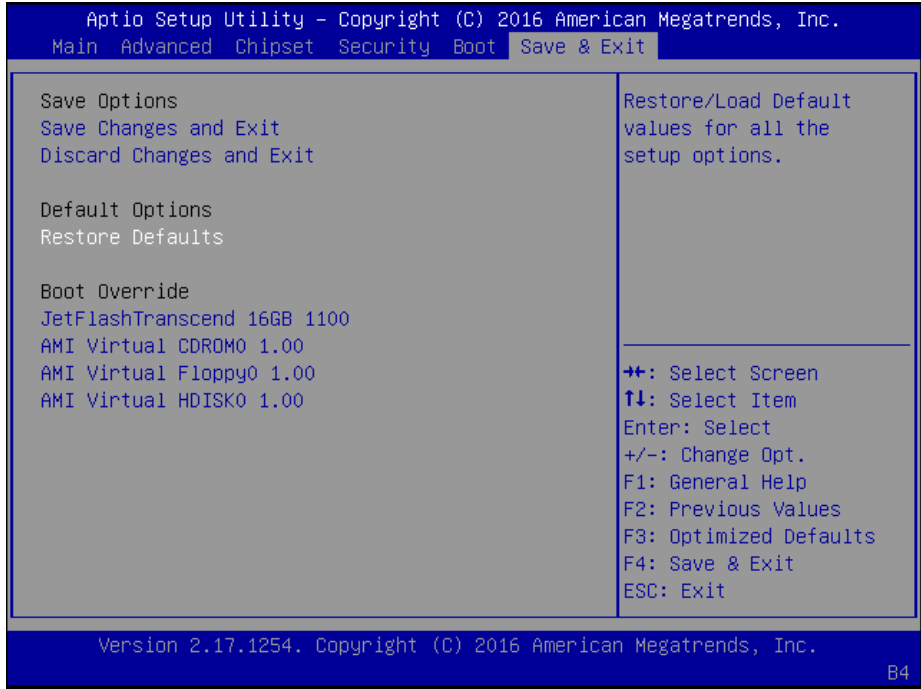 Aptio Setup Utility – Copyright (C) 2016 American Megatrends, Inc.
Main Advanced Chipset Security Boot Save & Exit
Save Options
Save Changes and Exit
Discard Changes and Exit
Default Options
Restore Defaults
Boot Override
JetFlashTranscend 16GB 1100
AMI Virtual CDROM0 1.00
AMI Virtual Floppy0 1.00
AMI Virtual HDISK0 1.00
Restore/Load Default
values for all the
setup options.
→←: Select Screen
↑↓: Select Item
Enter: Select
+/-: Change Opt.
F1: General Help
F2: Previous Values
F3: Optimized Defaults
F4: Save & Exit
ESC: Exit
Version 2.17.1254. Copyright (C) 2016 American Megatrends, Inc.
B4